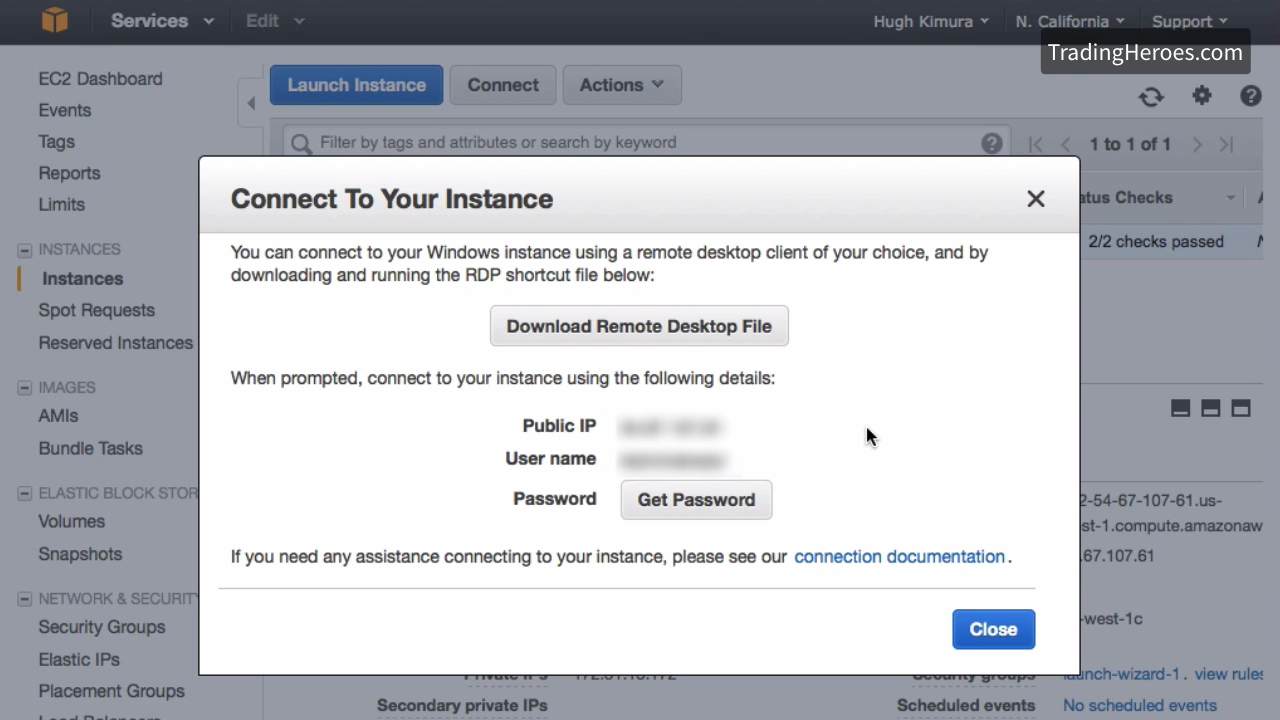 Services
Edit
Hugh Kimura
N. California
Support
TradingHeroes.com
EC2 Dashboard
Events
Tags
Reports
Limits
INSTANCES
Instances
Spot Requests
Reserved Instances
IMAGES
AMIs
Bundle Tasks
ELASTIC BLOCK STOR
Volumes
Snapshots
NETWORK & SECURITY
Security Groups
Elastic IPs
Placement Groups
Launch Instance
Connect
Actions
Filter by tags and attributes or search by keyword
1 to 1 of 1
atus Checks
2/2 checks passed
Connect To Your Instance
You can connect to your Windows instance using a remote desktop client of your choice, and by
downloading and running the RDP shortcut file below:
Download Remote Desktop File
When prompted, connect to your instance using the following details:
Public IP
User name
Password
Get Password
If you need any assistance connecting to your instance, please see our connection documentation.
Close
2-54-67-107-61.us-
st-1.compute.amazonaw
.67.107.61
-west-1c
Security groups
launch-wizard-1. view rules
Secondary private IPs
Scheduled events
No scheduled events